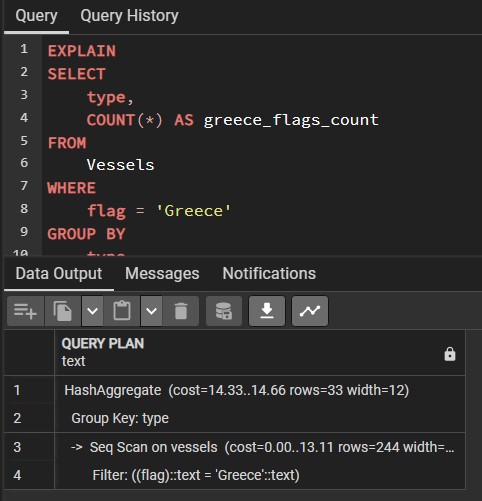 Query Query History
1 EXPLAIN
2 SELECT
3 type,
4 COUNT(*) AS greece_flags_count
5 FROM
6 Vessels
7 WHERE
8 flag = 'Greece'
9 GROUP BY
10 type
Data Output Messages Notifications
QUERY PLAN
text
1 HashAggregate (cost=14.33..14.66 rows=33 width=12)
2 Group Key: type
3 -> Seq Scan on vessels (cost=0.00..13.11 rows=244 width=...
4 Filter: ((flag)::text = 'Greece'::text)